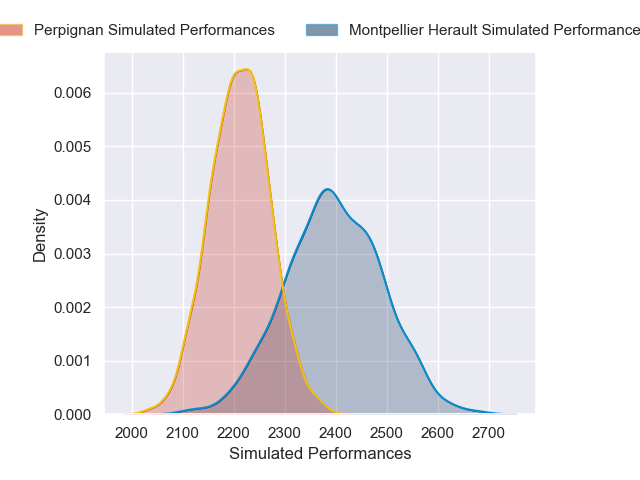 Perpignan Simulated Performances
Montpellier Herault Simulated Performance
0.006
0.005
0.004
0.003
0.002
0.001
0.000
Density
2000 2100 2200 2300 2400 2500 2600 2700
Simulated Performances